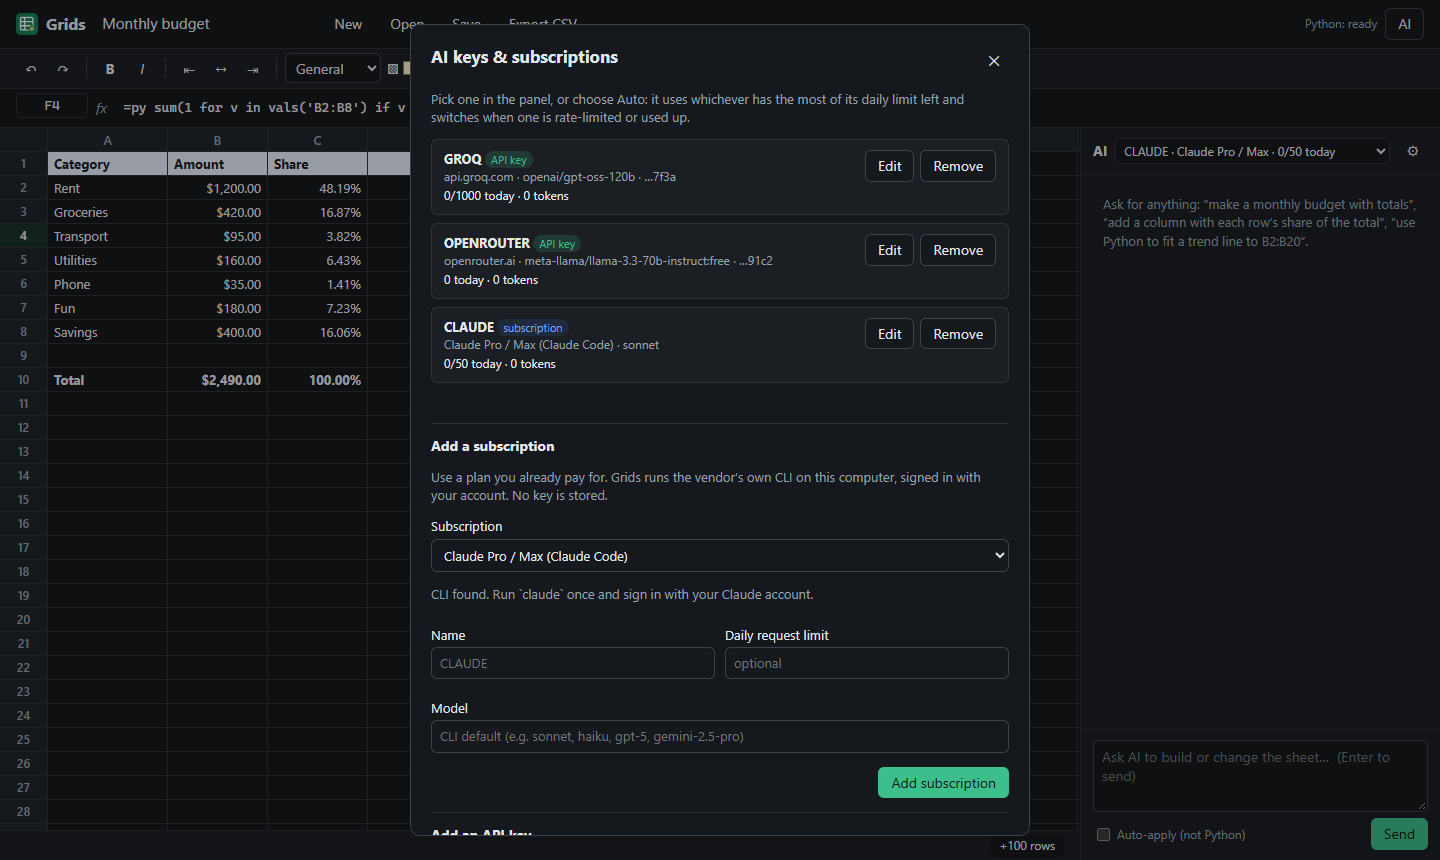 Grids Monthly budget New Open Save Export CSV Python: ready AI
B I General
F4 fx =py sum(1 for v in vals('B2:B8') if v
A B C
1 Category Amount Share
2 Rent $1,200.00 48.19%
3 Groceries $420.00 16.87%
4 Transport $95.00 3.82%
5 Utilities $160.00 6.43%
6 Phone $35.00 1.41%
7 Fun $180.00 7.23%
8 Savings $400.00 16.06%
9
10 Total $2,490.00 100.00%
11
12
13
14
15
16
17
18
19
20
21
22
23
24
25
26
27
28
AI keys & subscriptions
Pick one in the panel, or choose Auto: it uses whichever has the most of its daily limit left and
switches when one is rate-limited or used up.
GROQ API key Edit Remove
api.groq.com · openai/gpt-oss-120b · ...7f3a
0/1000 today · 0 tokens
OPENROUTER API key Edit Remove
openrouter.ai · meta-llama/llama-3.3-70b-instruct:free · ...91c2
0 today · 0 tokens
CLAUDE subscription Edit Remove
Claude Pro / Max (Claude Code) · sonnet
0/50 today · 0 tokens
Add a subscription
Use a plan you already pay for. Grids runs the vendor's own CLI on this computer, signed in with
your account. No key is stored.
Subscription
Claude Pro / Max (Claude Code)
CLI found. Run `claude` once and sign in with your Claude account.
Name Daily request limit
CLAUDE optional
Model
CLI default (e.g. sonnet, haiku, gpt-5, gemini-2.5-pro)
Add subscription
Add an API key
AI CLAUDE · Claude Pro / Max · 0/50 today
Ask for anything: “make a monthly budget with totals”,
“add a column with each row's share of the total”, “use
Python to fit a trend line to B2:B20”.
Ask AI to build or change the sheet... (Enter to
send)
Auto-apply (not Python) Send
+100 rows